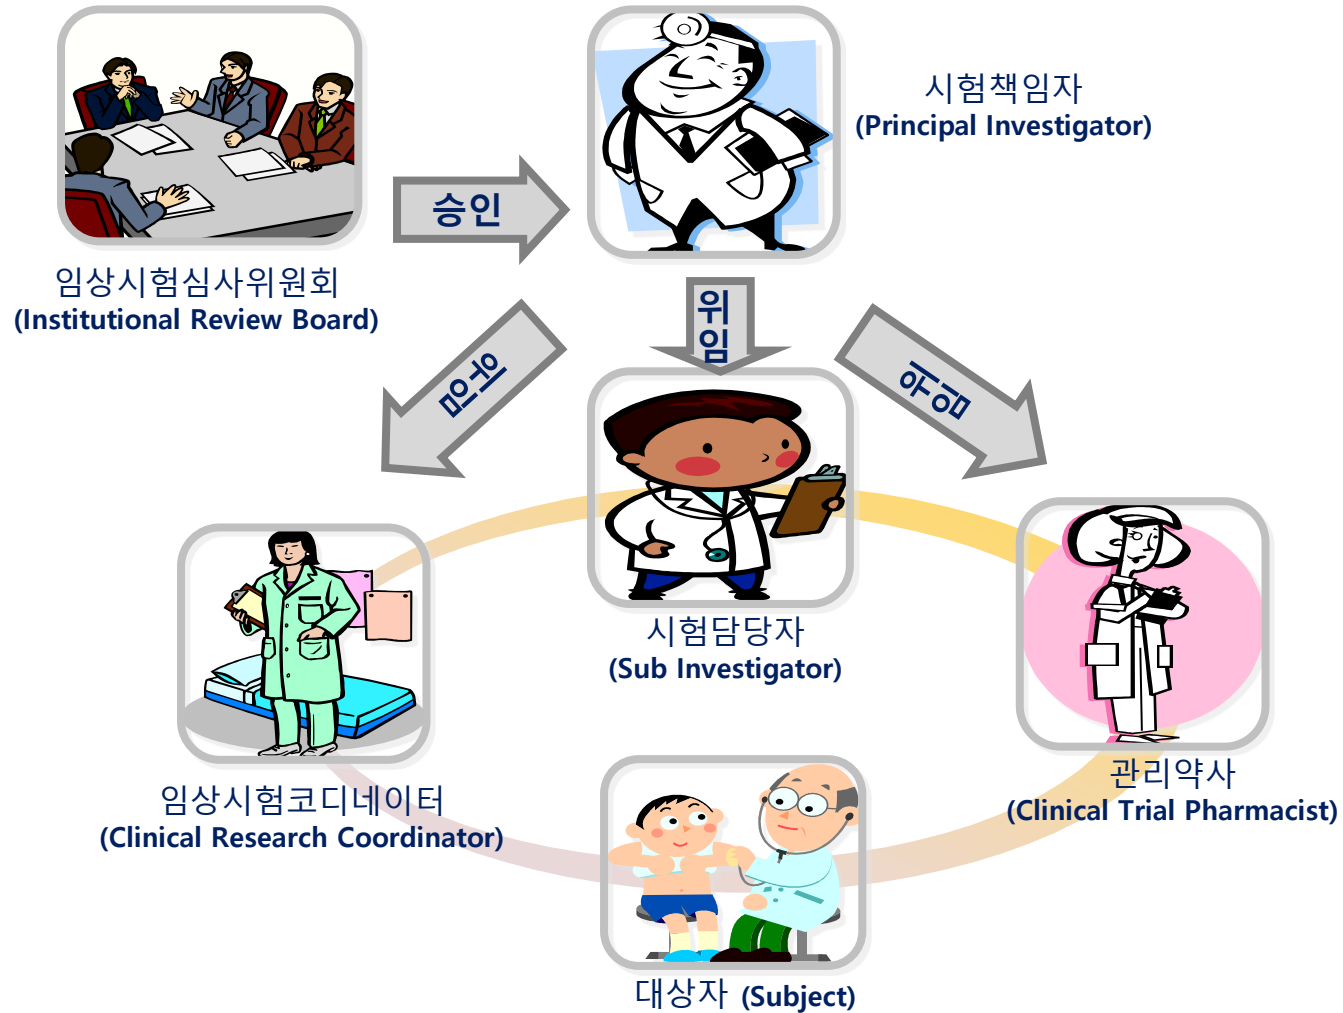 시험책임자
(Principal Investigator)
승인
임상시험심사위원회
(Institutional Review Board)
위임
위
임
위임
시험담당자
(Sub Investigator)
관리약사
(Clinical Trial Pharmacist)
임상시험코디네이터
(Clinical Research Coordinator)
대상자 (Subject)